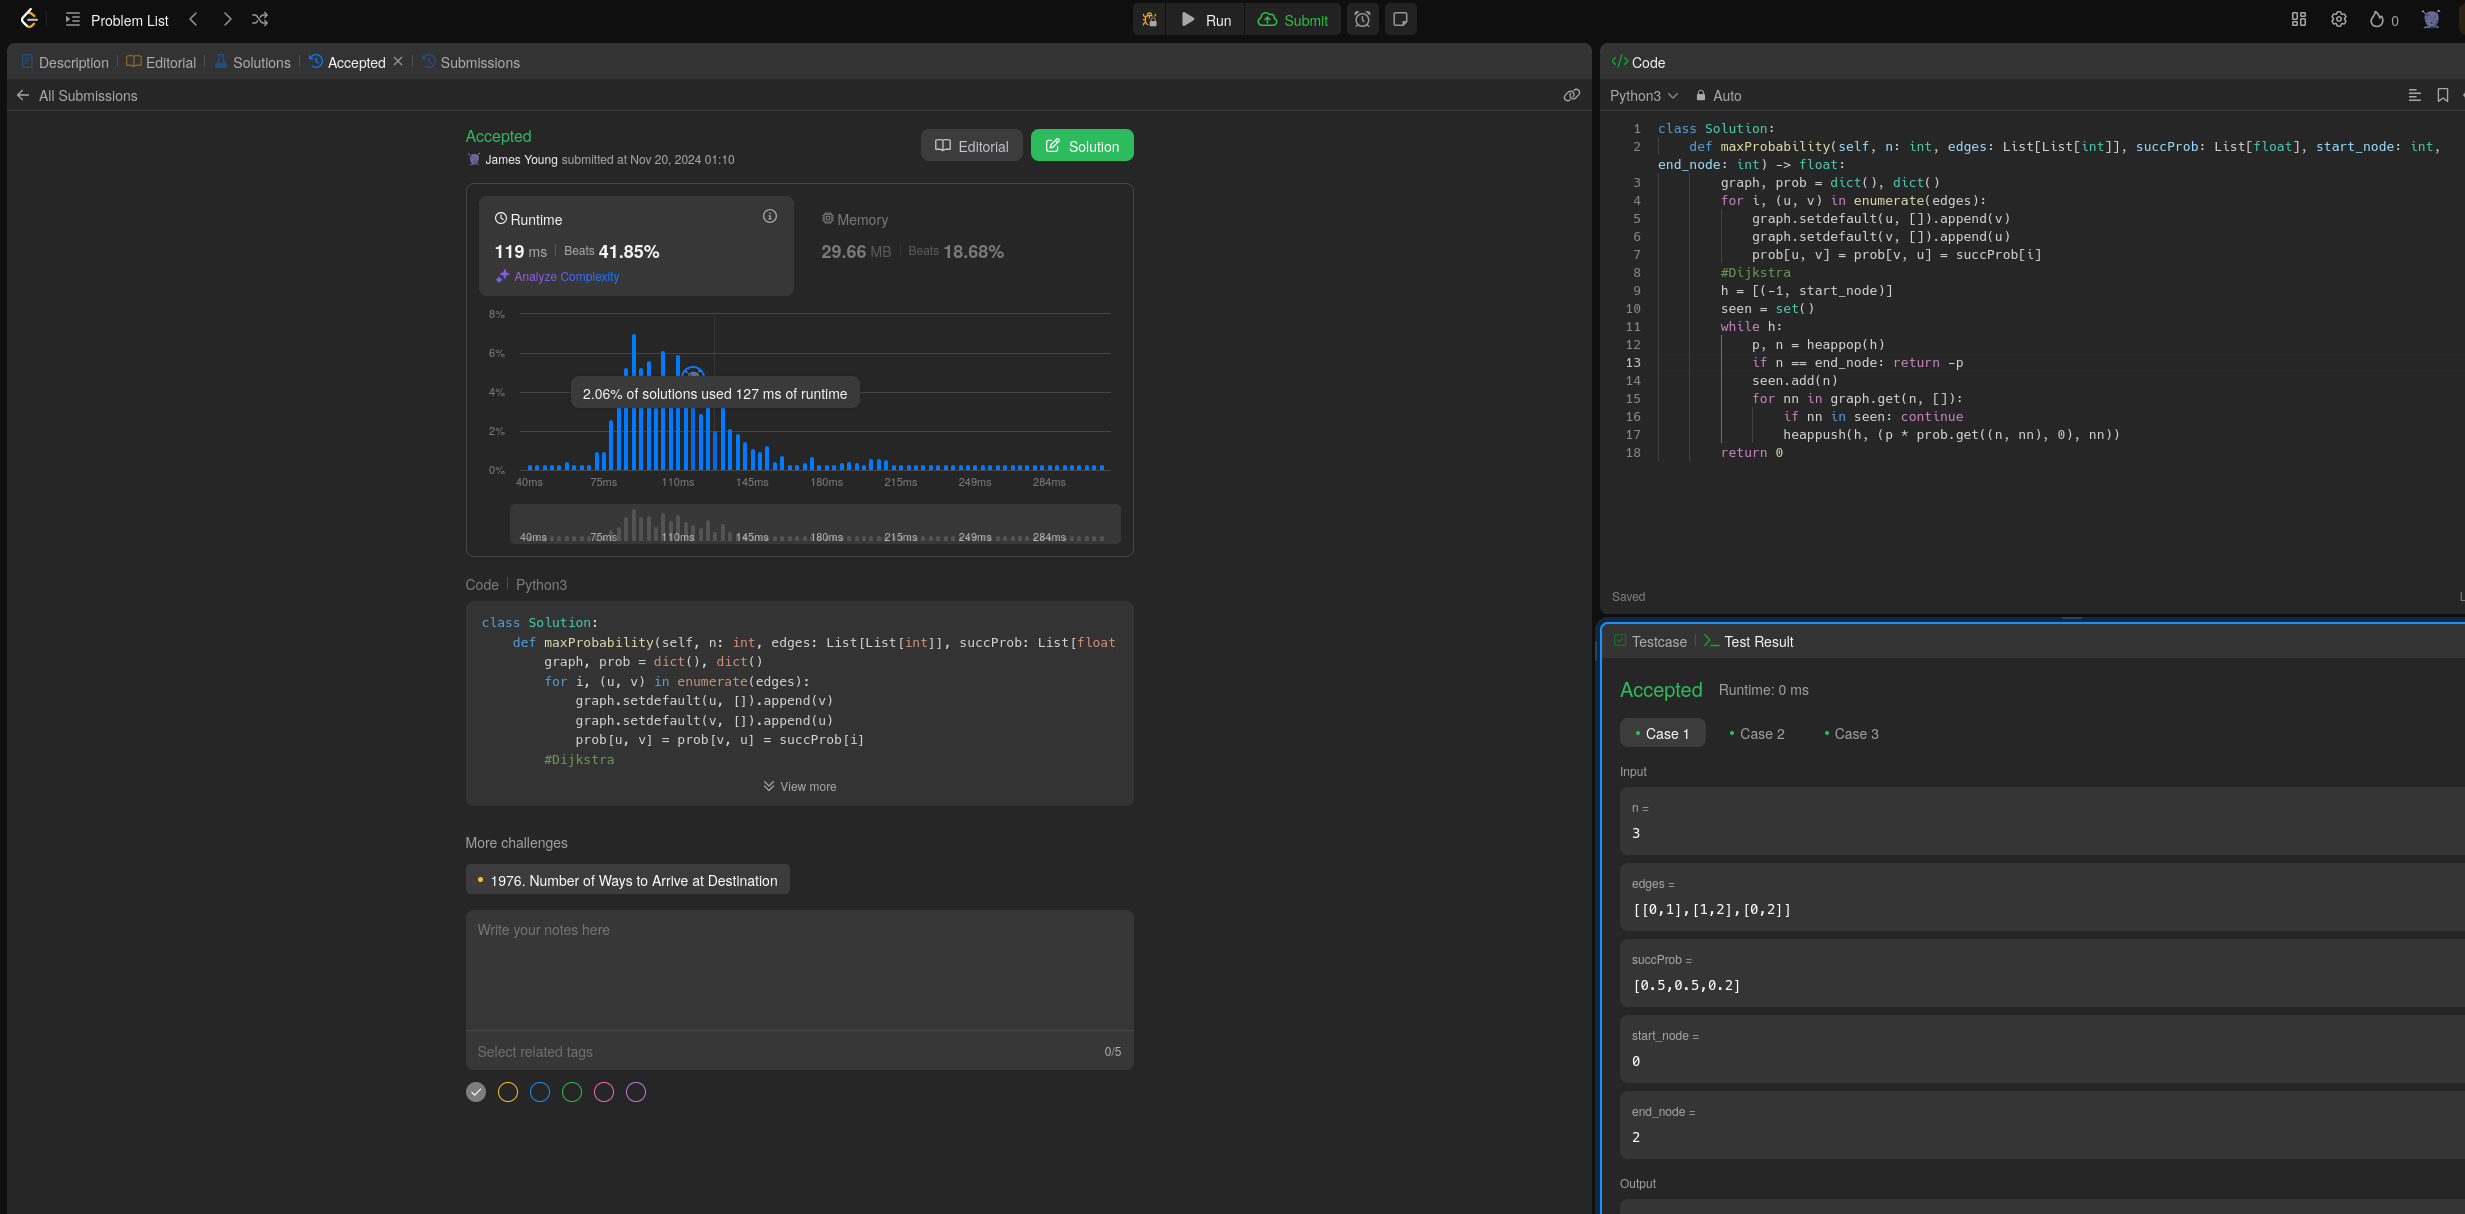 Problem List
Run
Submit
0
Description
Editorial
Solutions
Accepted
Submissions
All Submissions
Accepted
James Young submitted at Nov 20, 2024 01:10
Editorial
Solution
Runtime
119 ms
Beats 41.85%
Analyze Complexity
Memory
29.66 MB
Beats 18.68%
8%
6%
4%
2%
0%
2.06% of solutions used 127 ms of runtime
40ms 75ms 110ms 145ms 180ms 215ms 249ms 284ms
40ms 75ms 110ms 145ms 180ms 215ms 249ms 284ms
Code
Python3
class Solution:
    def maxProbability(self, n: int, edges: List[List[int]], succProb: List[float
        graph, prob = dict(), dict()
        for i, (u, v) in enumerate(edges):
            graph.setdefault(u, []).append(v)
            graph.setdefault(v, []).append(u)
            prob[u, v] = prob[v, u] = succProb[i]
        #Dijkstra
View more
More challenges
1976. Number of Ways to Arrive at Destination
Write your notes here
Select related tags
0/5
Code
Python3
Auto
1 class Solution:
2     def maxProbability(self, n: int, edges: List[List[int]], succProb: List[float], start_node: int,
end_node: int) -> float:
3         graph, prob = dict(), dict()
4         for i, (u, v) in enumerate(edges):
5             graph.setdefault(u, []).append(v)
6             graph.setdefault(v, []).append(u)
7             prob[u, v] = prob[v, u] = succProb[i]
8         #Dijkstra
9         h = [(-1, start_node)]
10         seen = set()
11         while h:
12             p, n = heappop(h)
13             if n == end_node: return -p
14             seen.add(n)
15             for nn in graph.get(n, []):
16                 if nn in seen: continue
17                 heappush(h, (p * prob.get((n, nn), 0), nn))
18         return 0
Saved
Testcase
Test Result
Accepted
Runtime: 0 ms
Case 1
Case 2
Case 3
Input
n =
3
edges =
[[0,1],[1,2],[0,2]]
succProb =
[0.5,0.5,0.2]
start_node =
0
end_node =
2
Output